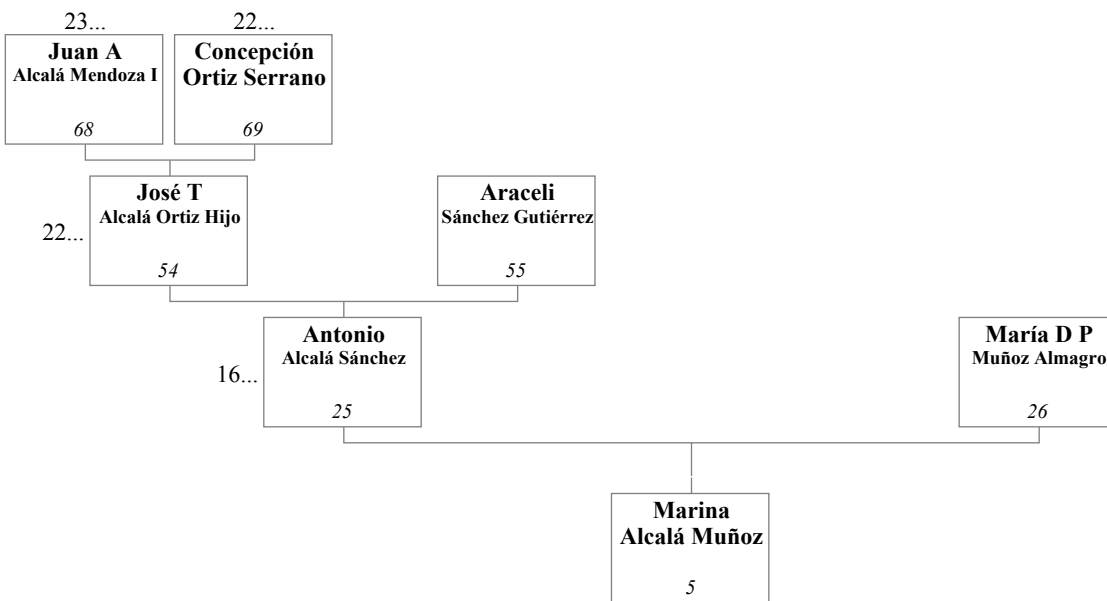 23...
22...
Juan A
Alcalá Mendoza I
68
Concepción
Ortiz Serrano
69
22...
José T
Alcalá Ortiz Hijo
54
Araceli
Sánchez Gutiérrez
55
16...
Antonio
Alcalá Sánchez
25
María D P
Muñoz Almagro
26
Marina
Alcalá Muñoz
5